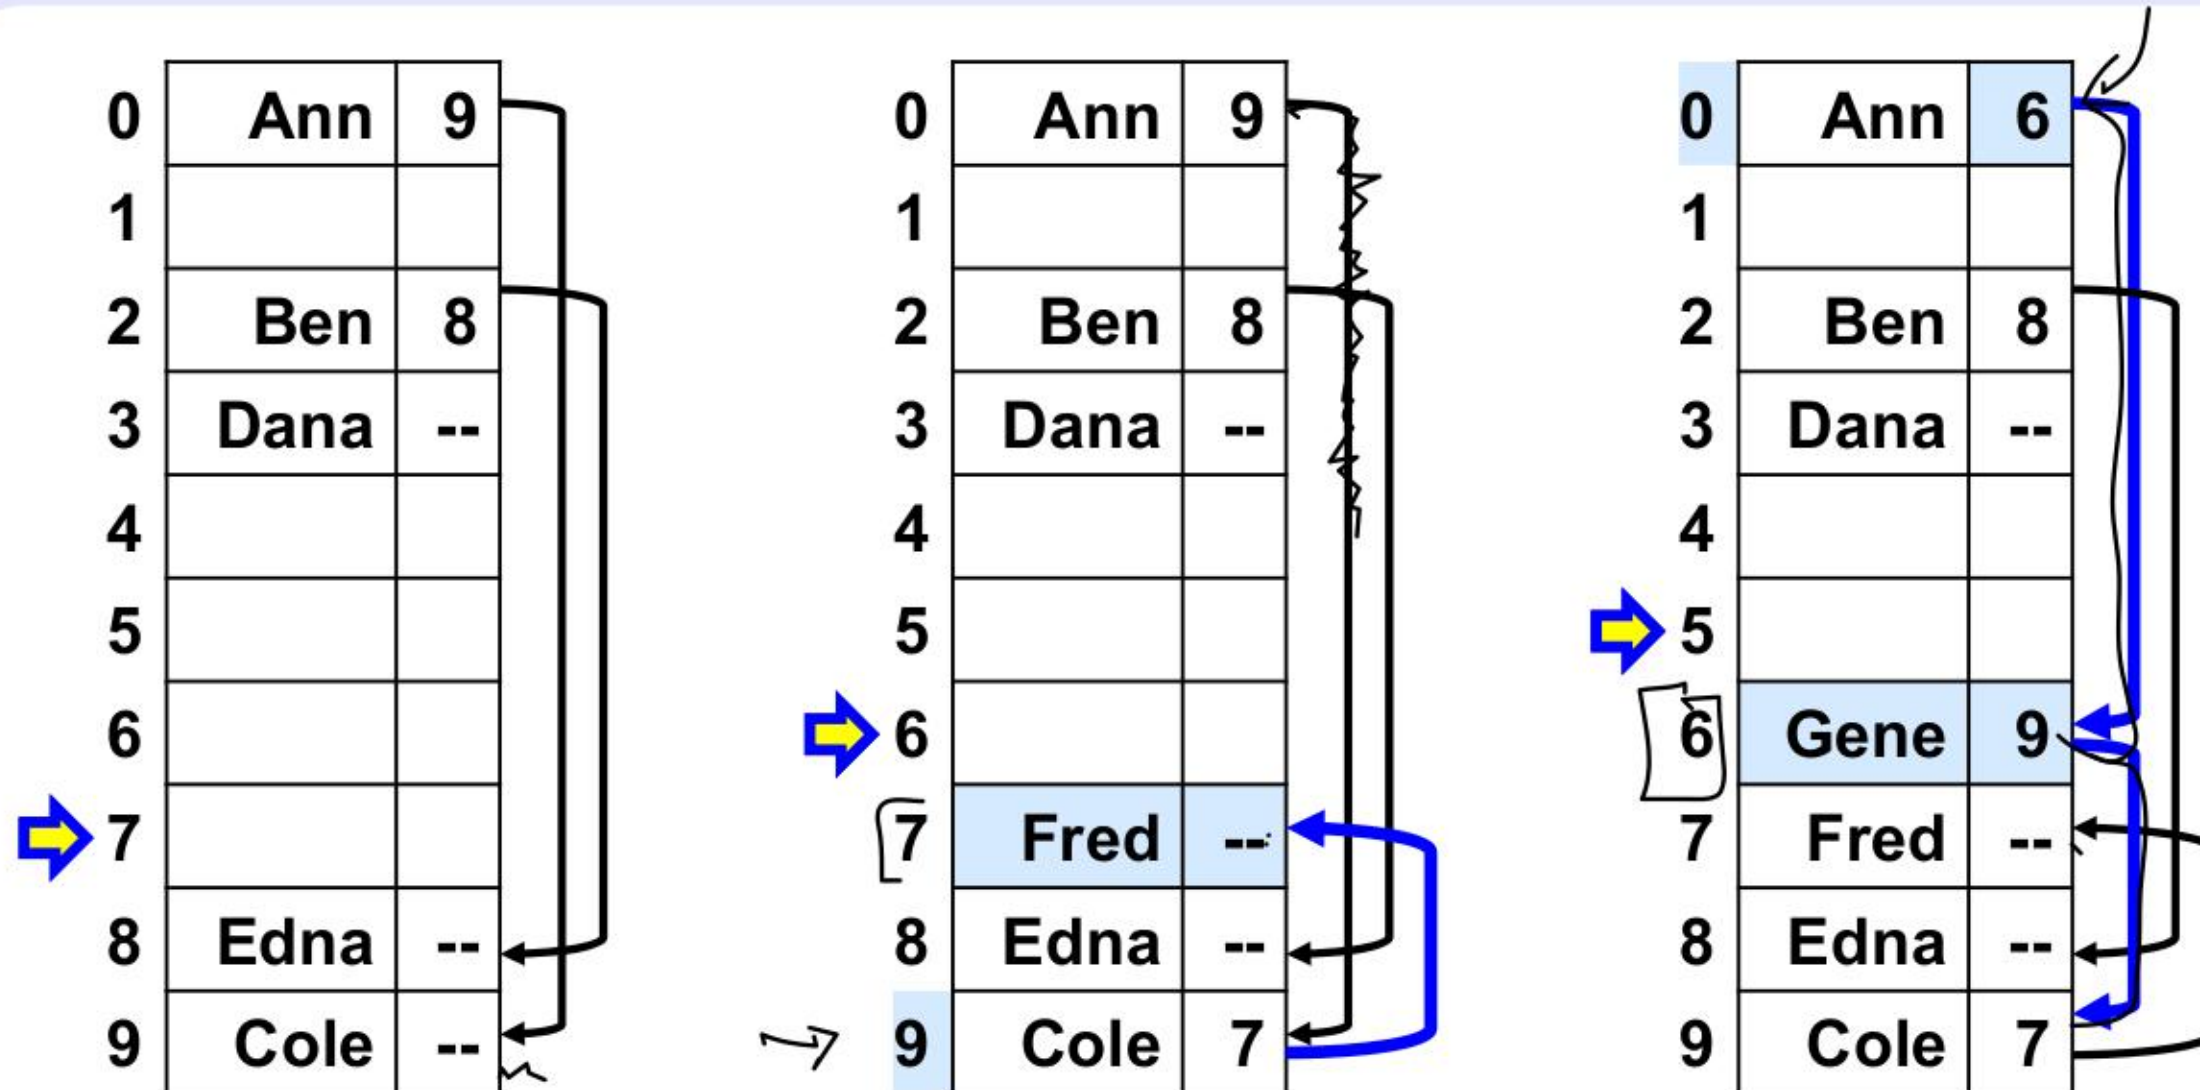 0 Ann 9
1
2 Ben 8
3 Dana --
4
5
6
7
8 Edna --
9 Cole --
0 Ann 9
1
2 Ben 8
3 Dana --
4
5
6
7 Fred --
8 Edna --
9 Cole 7
0 Ann 6
1
2 Ben 8
3 Dana --
4
5
6 Gene 9
7 Fred --
8 Edna --
9 Cole 7